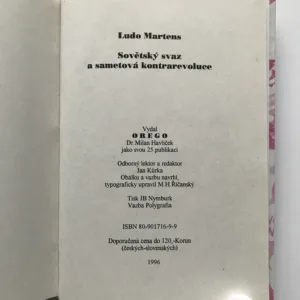 Ludo Martens
Sovětský svaz
a sametová kontrarevoluce
Vydal
OREGO
Dr Milan Havlíček
jako svou 25 publikaci
Odborný lektor a redaktor
Jan Kůrka
Obálku a vazbu navrhl,
typograficky upravil M.H.Říčanský
Tisk JB Nymburk
Vazba Polygrafia
ISBN 80-901716-9-9
Doporučená cena do 120,-Korun
(českých-slovenských)
1996